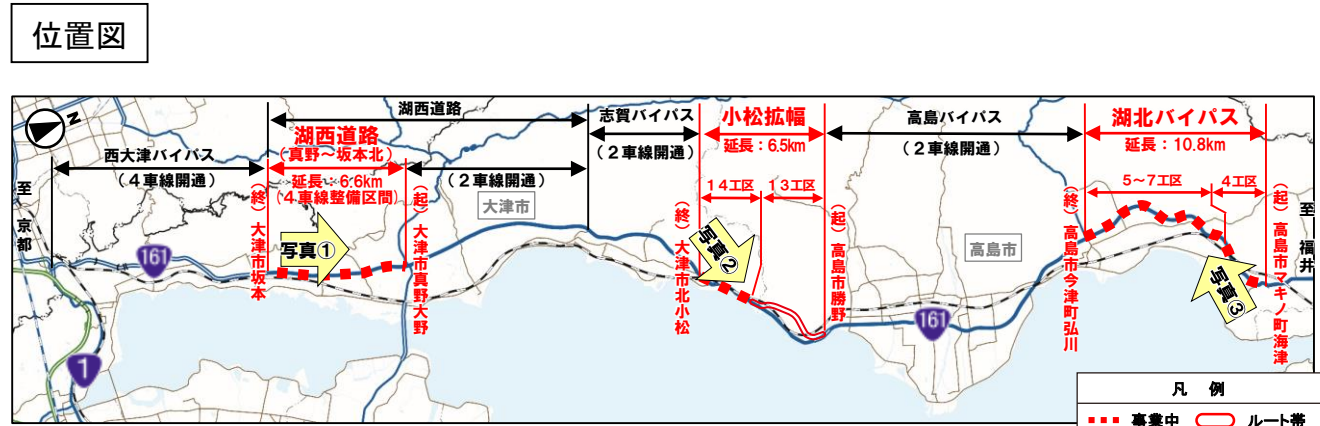 位置図
N
湖西道路
湖西道路
(真野～坂本北)
延長：6.6km
(4車線整備区間)
西大津バイパス
(4車線開通)
(2車線開通)
志賀バイパス
(2車線開通)
小松拡幅
延長：6.5km
14工区
13工区
高島バイパス
(2車線開通)
湖北バイパス
延長：10.8km
5～7工区
4工区
至 京都
至 福井
(終)大津市坂本
(起)大津市真野大野
(終)大津市北小松
(起)高島市勝野
(終)高島市今津町弘川
(起)高島市マキノ町海津
大津市
高島市
写真①
写真②
写真③
161
161
1
凡 例
事業中
ルート帯